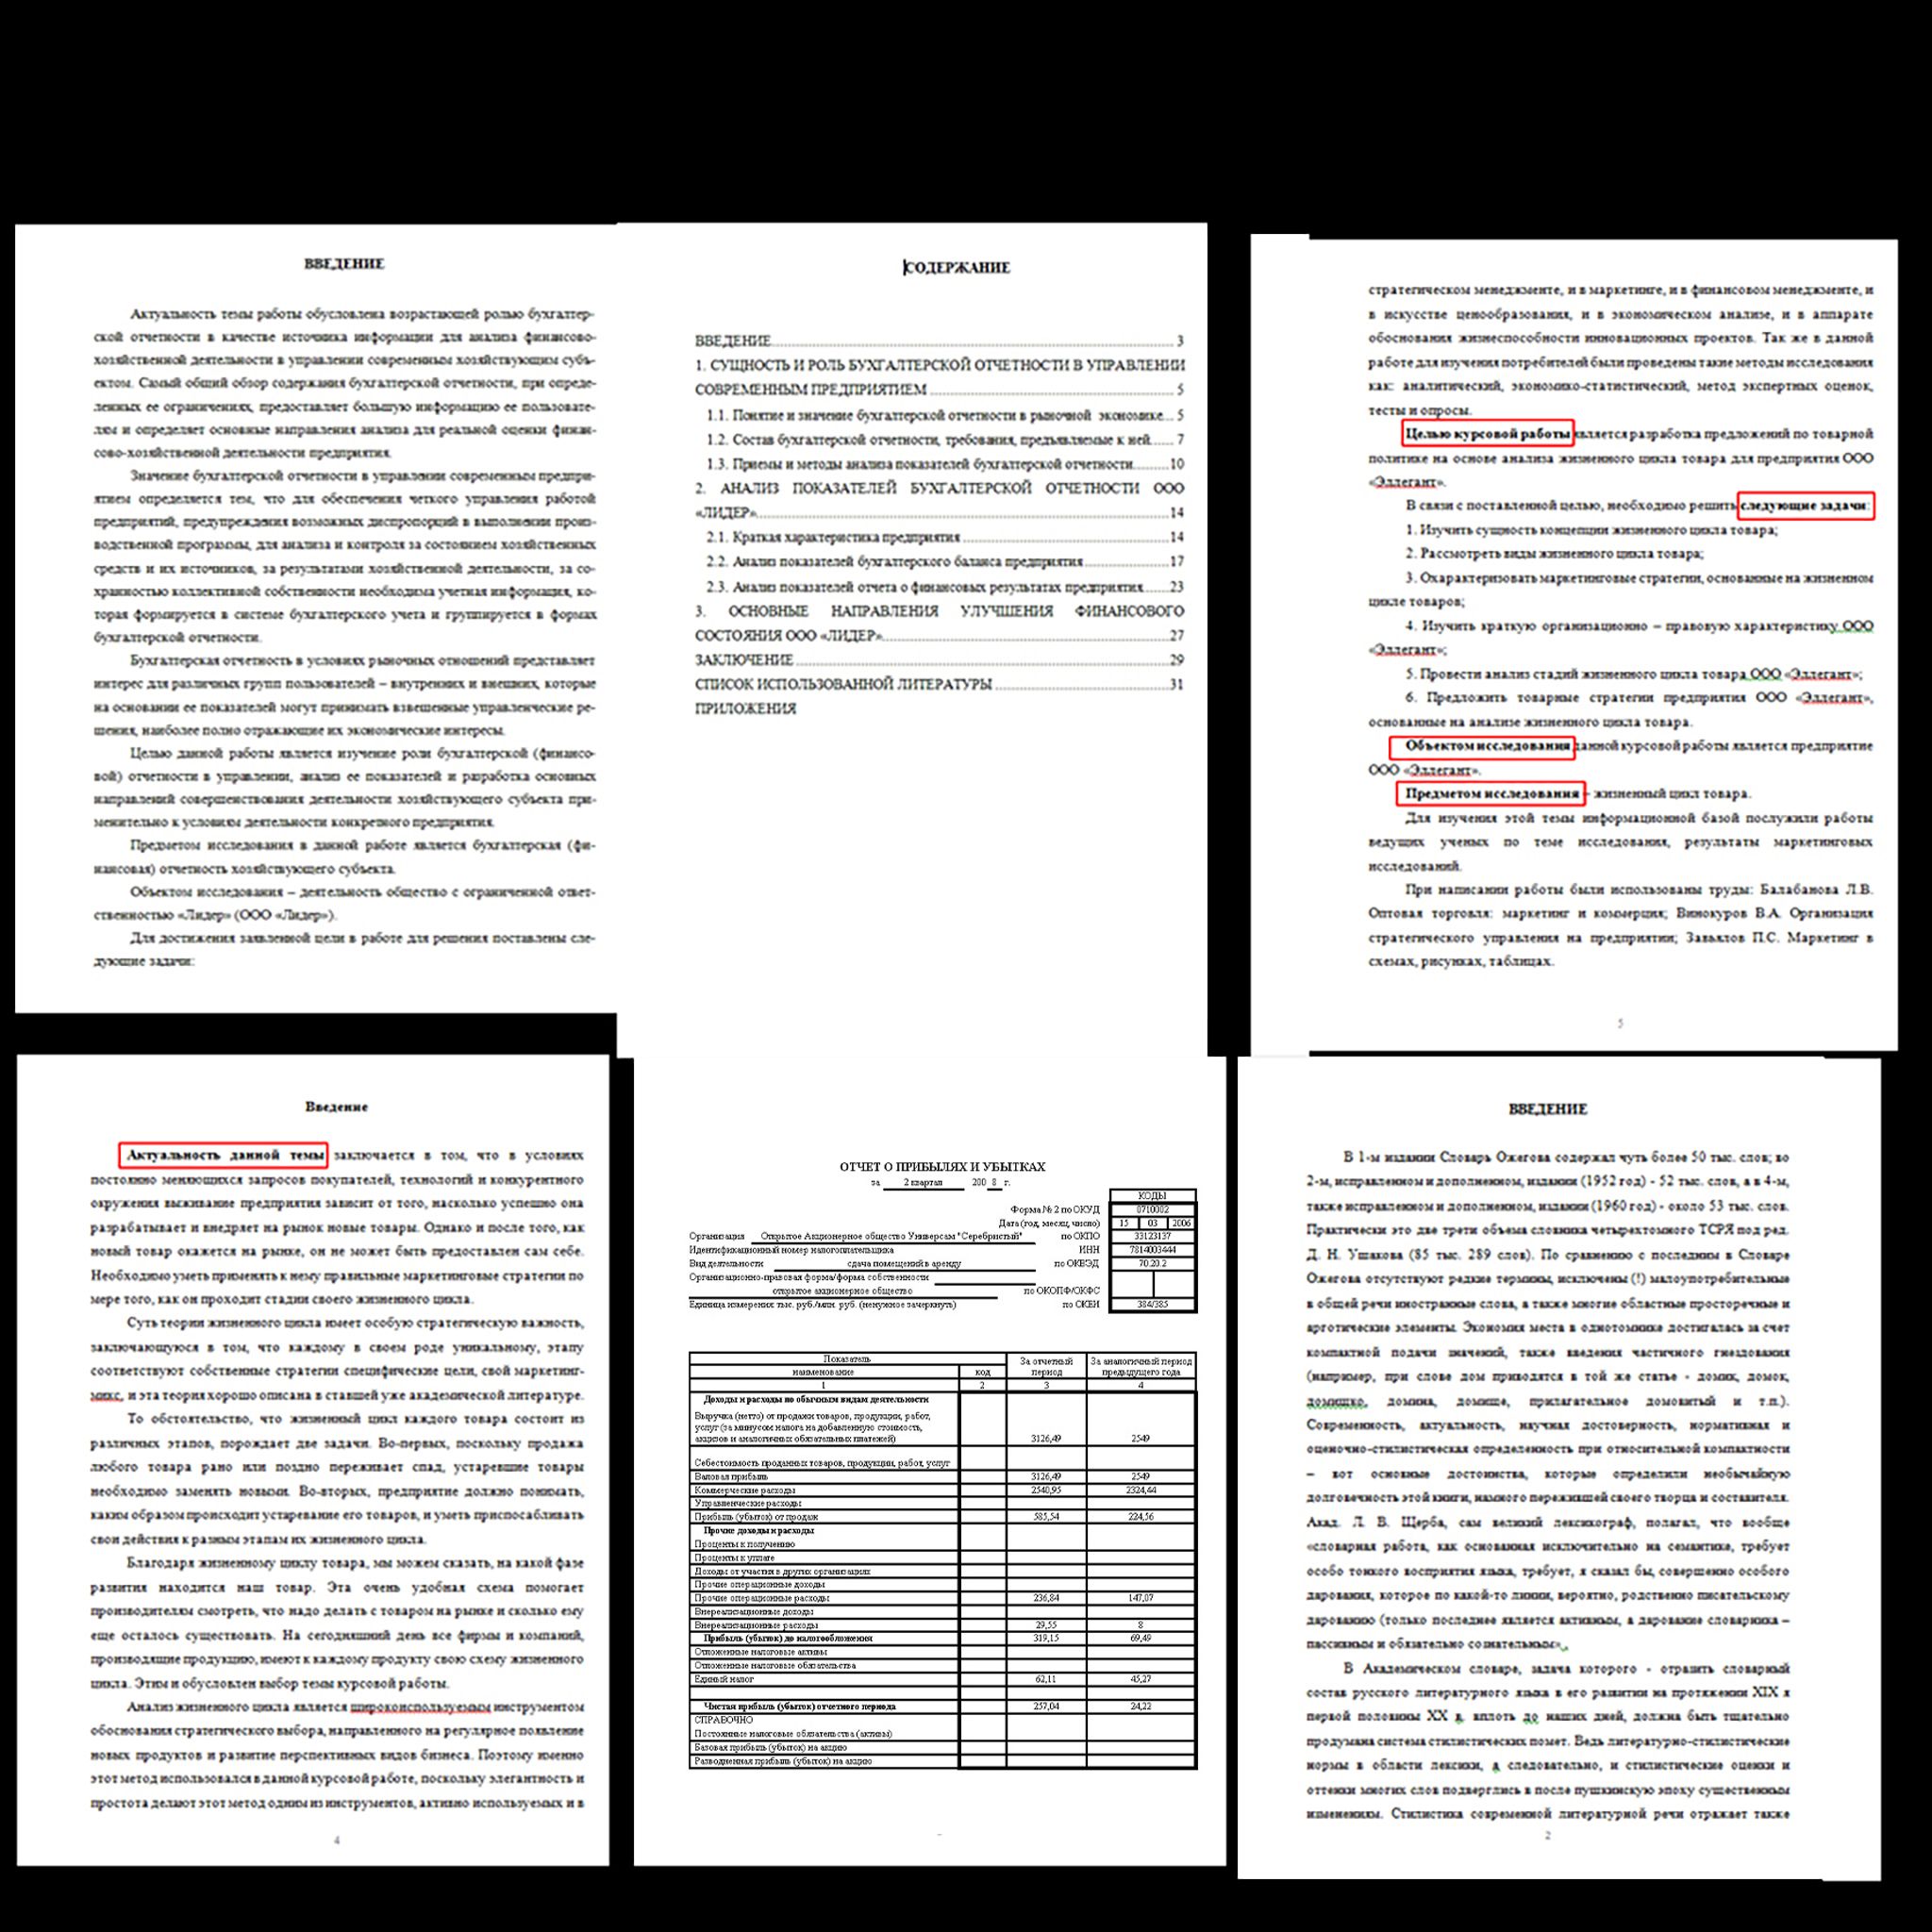 ВВЕДЕНИЕ
Актуальность темы работы обусловлена возрастающей ролью бухгалтер-
ской отчетности в качестве источника информации для анализа финансово-
хозяйственной деятельности в управлении современным хозяйствующим субъ-
ектом. Самый общий обзор содержания бухгалтерской отчетности, при опреде-
ленных ее ограничениях, предоставляет большую информацию ее пользовате-
лям и определяет основные направления анализа для реальной оценки финан-
сово-хозяйственной деятельности предприятия.
Значение бухгалтерской отчетности в управлении современным предпри-
ятием определяется тем, что для обеспечения четкого управления работой
предприятий, предупреждения возможных диспропорций в выполнении произ-
водственной программы, для анализа и контроля за состоянием хозяйственных
средств и их источников, за результатами хозяйственной деятельности, за со-
хранностью коллективной собственности необходима учетная информация, ко-
торая формируется в системе бухгалтерского учета и группируется в формах
бухгалтерской отчетности.
Бухгалтерская отчетность в условиях рыночных отношений представляет
интерес для различных групп пользователей – внутренних и внешних, которые
на основании ее показателей могут принимать взвешенные управленческие ре-
шения, наиболее полно отражающие их экономические интересы.
Целью данной работы является изучение роли бухгалтерской (финансо-
вой) отчетности в управлении, анализ ее показателей и разработка основных
направлений совершенствования деятельности хозяйствующего субъекта при-
менительно к условиям деятельности конкретного предприятия.
Предметом исследования в данной работе является бухгалтерская (фи-
нансовая) отчетность хозяйствующего субъекта.
Объектом исследования – деятельность общество с ограниченной ответ-
ственностью «Лидер» (ООО «Лидер»).
Для достижения заявленной цели в работе для решения поставлены сле-
дующие задачи:
СОДЕРЖАНИЕ
ВВЕДЕНИЕ 3
1. СУЩНОСТЬ И РОЛЬ БУХГАЛТЕРСКОЙ ОТЧЕТНОСТИ В УПРАВЛЕНИИ
СОВРЕМЕННЫМ ПРЕДПРИЯТИЕМ 5
1.1. Понятие и значение бухгалтерской отчетности в рыночной экономике... 5
1.2. Состав бухгалтерской отчетности, требования, предъявляемые к ней...... 7
1.3. Приемы и методы анализа показателей бухгалтерской отчетности.........10
2. АНАЛИЗ ПОКАЗАТЕЛЕЙ БУХГАЛТЕРСКОЙ ОТЧЕТНОСТИ ООО
«ЛИДЕР» 14
2.1. Краткая характеристика предприятия 14
2.2. Анализ показателей бухгалтерского баланса предприятия 17
2.3. Анализ показателей отчета о финансовых результатах предприятия 23
3. ОСНОВНЫЕ НАПРАВЛЕНИЯ УЛУЧШЕНИЯ ФИНАНСОВОГО
СОСТОЯНИЯ ООО «ЛИДЕР» 27
ЗАКЛЮЧЕНИЕ 29
СПИСОК ИСПОЛЬЗОВАННОЙ ЛИТЕРАТУРЫ 31
ПРИЛОЖЕНИЯ
стратегическом менеджменте, и в маркетинге, и в финансовом менеджменте, и
в искусстве ценообразования, и в экономическом анализе, и в аппарате
обоснования жизнеспособности инновационных проектов. Так же в данной
работе для изучения потребителей были проведены такие методы исследования
как: аналитический, экономико-статистический, метод экспертных оценок,
тесты и опросы.
Целью курсовой работы является разработка предложений по товарной
политике на основе анализа жизненного цикла товара для предприятия ООО
«Эллегант».
В связи с поставленной целью, необходимо решить следующие задачи:
1. Изучить сущность концепции жизненного цикла товара;
2. Рассмотреть виды жизненного цикла товара;
3. Охарактеризовать маркетинговые стратегии, основанные на жизненном
цикле товаров;
4. Изучить краткую организационно – правовую характеристику ООО
«Эллегант»;
5. Провести анализ стадий жизненного цикла товара ООО «Эллегант»;
6. Предложить товарные стратегии предприятия ООО «Эллегант»,
основанные на анализе жизненного цикла товара.
Объектом исследования данной курсовой работы является предприятие
ООО «Эллегант».
Предметом исследования – жизненный цикл товара.
Для изучения этой темы информационной базой послужили работы
ведущих ученых по теме исследования, результаты маркетинговых
исследований.
При написании работы были использованы труды: Балабанова Л.В.
Оптовая торговля: маркетинг и коммерция; Винокуров В.А. Организация
стратегического управления на предприятии; Завьялов П.С. Маркетинг в
схемах, рисунках, таблицах.
5
Введение
Актуальность данной темы заключается в том, что в условиях
постоянно меняющихся запросов покупателей, технологий и конкурентного
окружения выживание предприятия зависит от того, насколько успешно она
разрабатывает и внедряет на рынок новые товары. Однако и после того, как
новый товар окажется на рынке, он не может быть предоставлен сам себе.
Необходимо уметь применять к нему правильные маркетинговые стратегии по
мере того, как он проходит стадии своего жизненного цикла.
Суть теории жизненного цикла имеет особую стратегическую важность,
заключающуюся в том, что каждому в своем роде уникальному, этапу
соответствуют собственные стратегии специфические цели, свой маркетинг-
микс, и эта теория хорошо описана в ставшей уже академической литературе.
То обстоятельство, что жизненный цикл каждого товара состоит из
различных этапов, порождает две задачи. Во-первых, поскольку продажа
любого товара рано или поздно переживает спад, устаревшие товары
необходимо заменять новыми. Во-вторых, предприятие должно понимать,
каким образом происходит устаревание его товаров, и уметь приспосабливать
свои действия к разным этапам их жизненного цикла.
Благодаря жизненному циклу товара, мы можем сказать, на какой фазе
развития находится наш товар. Эта очень удобная схема помогает
производителям смотреть, что надо делать с товаром на рынке и сколько ему
еще осталось существовать. На сегодняшний день все фирмы и компаний,
производящие продукцию, имеют к каждому продукту свою схему жизненного
цикла. Этим и обусловлен выбор темы курсовой работы.
Анализ жизненного цикла является широкоиспользуемым инструментом
обоснования стратегического выбора, направленного на регулярное появление
новых продуктов и развитие перспективных видов бизнеса. Поэтому именно
этот метод использовался в данной курсовой работе, поскольку элегантность и
простота делают этот метод одним из инструментов, активно используемых и в
4
ОТЧЕТ О ПРИБЫЛЯХ И УБЫТКАХ
за 2 квартал 200 8 г.
КОДЫ
Форма № 2 по ОКУД 0710002
Дата (год, месяц, число) 15 03 2006
Организация Открытое Акционерное общество Универсам "Серебристый" по ОКПО 33123137
Идентификационный номер налогоплательщика ИНН 7814003444
Вид деятельности сдача помещений в аренду по ОКВЭД 70.20.2
Организационно-правовая форма/форма собственности
открытое акционерное общество по ОКОПФ/ОКФС
Единица измерения: тыс. руб./млн. руб. (ненужное зачеркнуть) по ОКЕИ 384/385
Показатель За отчетный период За аналогичный период предыдущего года
наименование код
1 2 3 4
Доходы и расходы по обычным видам деятельности
Выручка (нетто) от продажи товаров, продукции, работ,
услуг (за минусом налога на добавленную стоимость,
акцизов и аналогичных обязательных платежей) 3126,49 2549
Себестоимость проданных товаров, продукции, работ, услуг
Валовая прибыль 3126,49 2549
Коммерческие расходы 2540,95 2324,44
Управленческие расходы
Прибыль (убыток) от продаж 585,54 224,56
Прочие доходы и расходы
Проценты к получению
Проценты к уплате
Доходы от участия в других организациях
Прочие операционные доходы
Прочие операционные расходы 236,84 147,07
Внереализационные доходы
Внереализационные расходы 29,55 8
Прибыль (убыток) до налогообложения 319,15 69,49
Отложенные налоговые активы
Отложенные налоговые обязательства
Единый налог 62,11 45,27
Чистая прибыль (убыток) отчетного периода 257,04 24,22
СПРАВОЧНО
Постоянные налоговые обязательства (активы)
Базовая прибыль (убыток) на акцию
Разводненная прибыль (убыток) на акцию
ВВЕДЕНИЕ
В 1-м издании Словарь Ожегова содержал чуть более 50 тыс. слов; во
2-м, исправленном и дополненном, издании (1952 год) - 52 тыс. слов, а в 4-м,
также исправленном и дополненном, издании (1960 год) - около 53 тыс. слов.
Практически это две трети объема словника четырехтомного ТСРЯ под ред.
Д. Н. Ушакова (85 тыс. 289 слов). По сравнению с последним в Словаре
Ожегова отсутствуют редкие термины, исключены (!) малоупотребительные
в общей речи иностранные слова, а также многие областные просторечные и
арготические элементы. Экономия места в однотомнике достигалась за счет
компактной подачи значений, также введения частичного гнездования
(например, при слове дом приводятся в той же статье - домик, домок,
домишко, домина, домище, прилагательное домовитый и т.п.).
Современность, актуальность, научная достоверность, нормативная и
оценочно-стилистическая определенность при относительной компактности
– вот основные достоинства, которые определили необычайную
долговечность этой книги, намного пережившей своего творца и составителя.
Акад. Л. В. Щерба, сам великий лексикограф, полагал, что вообще
«словарная работа, как основанная исключительно на семантике, требует
особо тонкого восприятия языка, требует, я сказал бы, совершенно особого
дарования, которое по какой-то линии, вероятно, родственно писательскому
дарованию (только последнее является активным, а дарование словарника –
пассивным и обязательно сознательным»,
В Академическом словаре, задача которого - отразить словарный
состав русского литературного языка в его развитии на протяжении XIX я
первой половины XX в. вплоть до наших дней, должна быть тщательно
продумана система стилистических помет. Ведь литературно-стилистические
нормы в области лексики, а следовательно, и стилистические оценки и
оттенки многих слов подверглись в после пушкинскую эпоху существенным
изменениям. Стилистика современной литературной речи отражает также
2